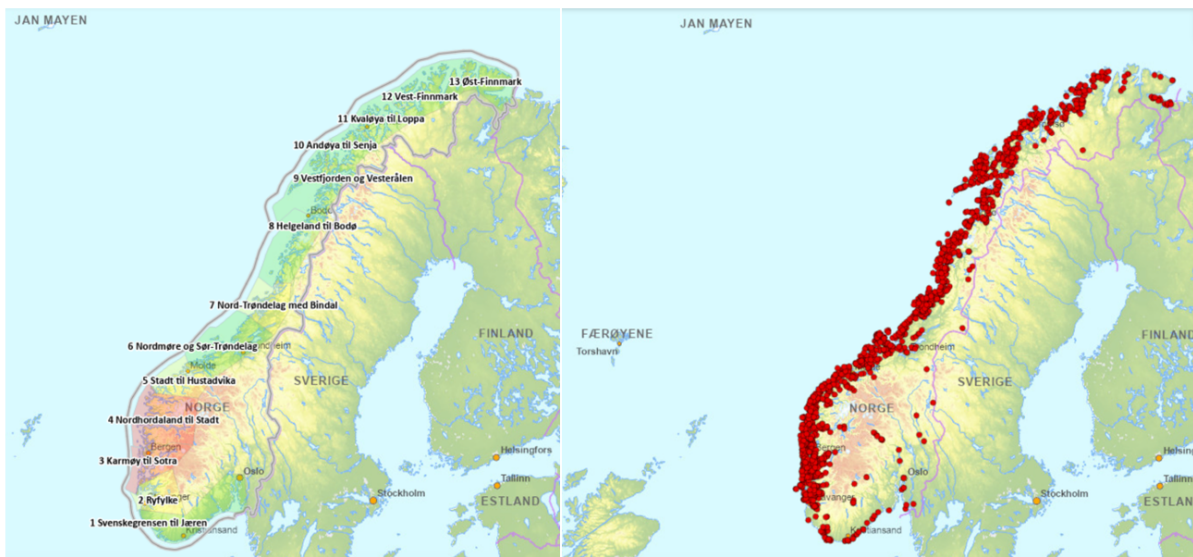 JAN MAYEN
13 Øst-Finnmark
12 Vest-Finnmark
11 Kvaløya til Loppa
10 Andøya til Senja
9 Vestfjorden og Vesterålen
Bodø
8 Helgeland til Bodø
7 Nord-Trøndelag med Bindal
6 Nordmøre og Sør-Trøndelag
Molde
5 Stadt til Hustadvika
NORGE
4 Nordhordaland til Stadt
Bergen
3 Karmøy til Sotra
Oslo
2 Ryfylke
1 Svenskegrensen til Jæren
Kristiansand
SVERIGE
FINLAND
Helsingfors
Tallinn
Stockholm
ESTLAND
JAN MAYEN
FÆRØYENE
Torshavn
NORGE
Bergen
Oslo
SVERIGE
FINLAND
Helsing
Tallinn
Stockholm
ESTLAND